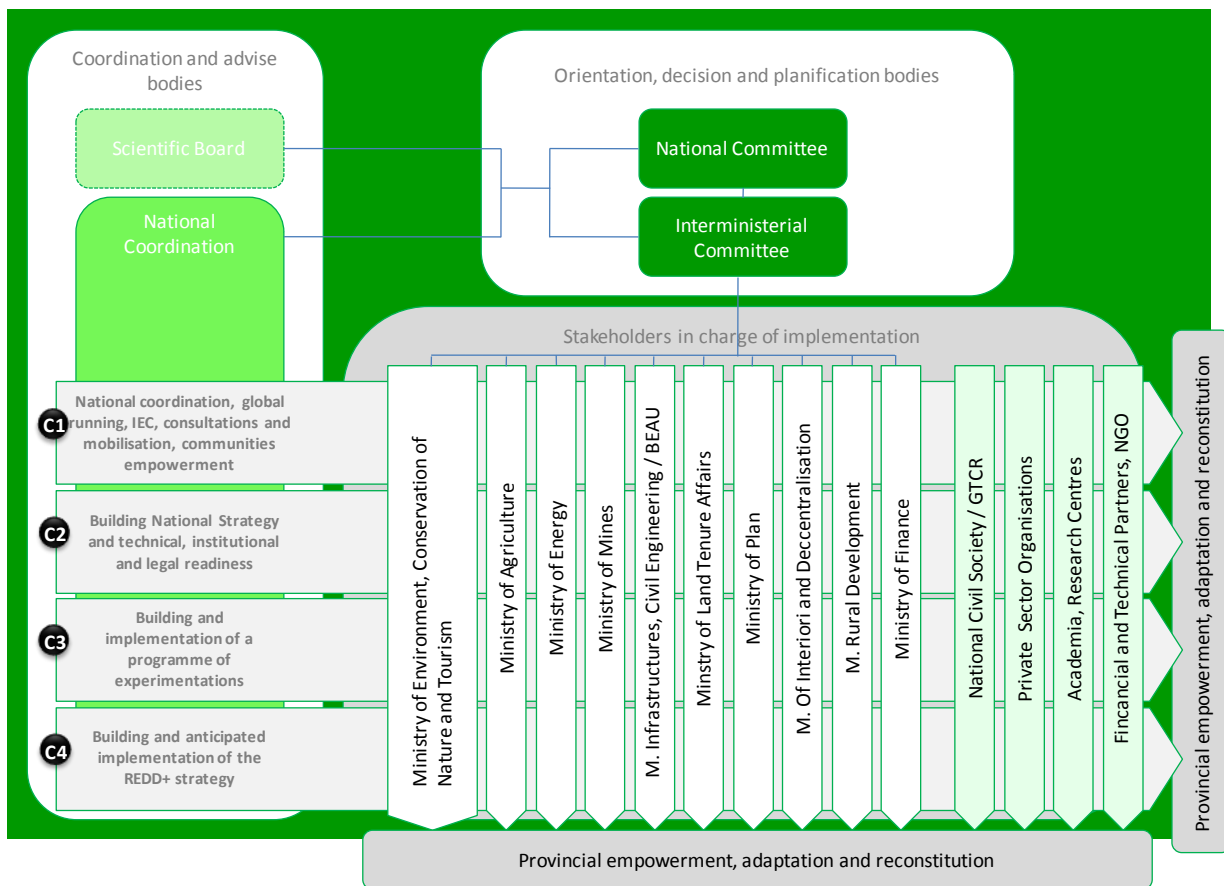 Coordination and advise
bodies
Scientific Board
National
Coordination
Orientation, decision and planification bodies
National Committee
Interministerial
Committee
Stakeholders in charge of implementation
C1
National coordination, global
running, IEC, consultations and
mobilisation, communities
empowerment
C2
Building National Strategy
and technical, institutional
and legal readiness
C3
Building and
implementation of a
programme of
experimentations
C4
Building and anticipated
implementation of the
REDD+ strategy
Ministry of Environment, Conservation of
Nature and Tourism
Ministry of Agriculture
Ministry of Energy
Ministry of Mines
M. Infrastructures, Civil Engineering / BEAU
Minstry of Land Tenure Affairs
Ministry of Plan
M. Of Interiori and Deccentralisation
M. Rural Development
Ministry of Finance
National Civil Society / GTCR
Private Sector Organisations
Academia, Research Centres
Fincancial and Technical Partners, NGO
Provincial empowerment, adaptation and reconstitution
Provincial empowerment, adaptation and reconstitution